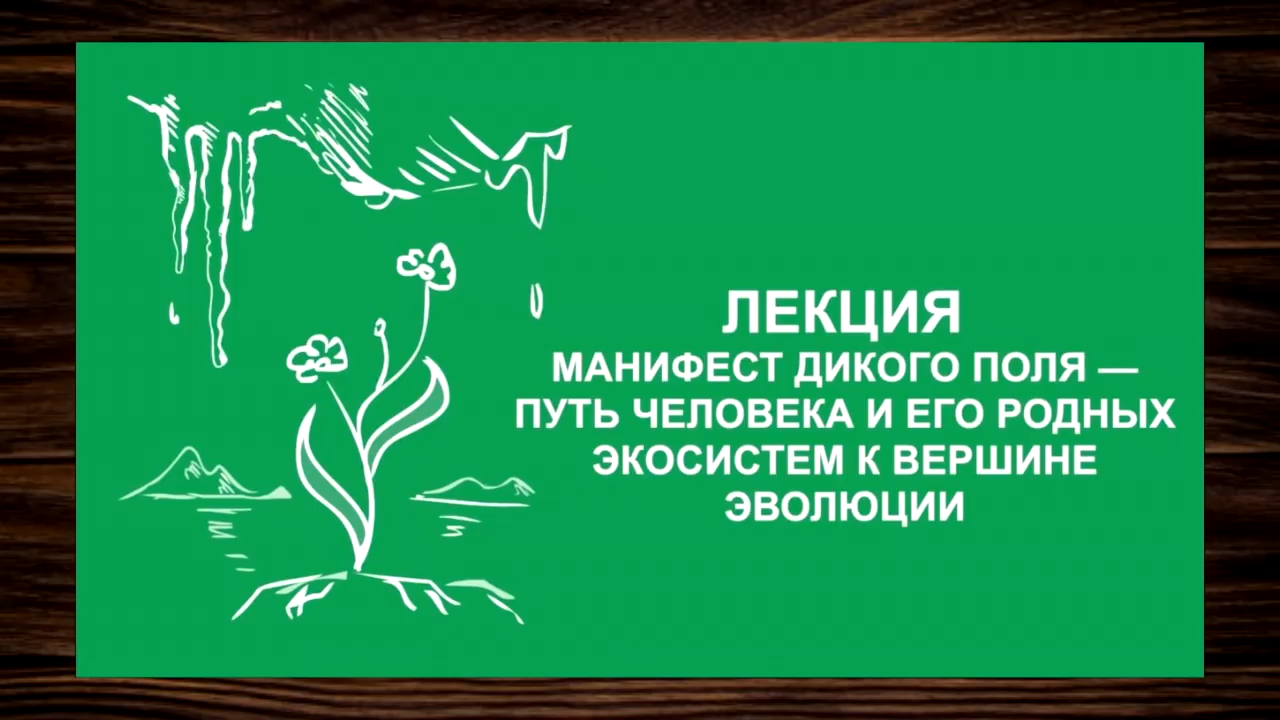 ЛЕКЦИЯ
МАНИФЕСТ ДИКОГО ПОЛЯ —
ПУТЬ ЧЕЛОВЕКА И ЕГО РОДНЫХ
ЭКОСИСТЕМ К ВЕРШИНЕ
ЭВОЛЮЦИИ